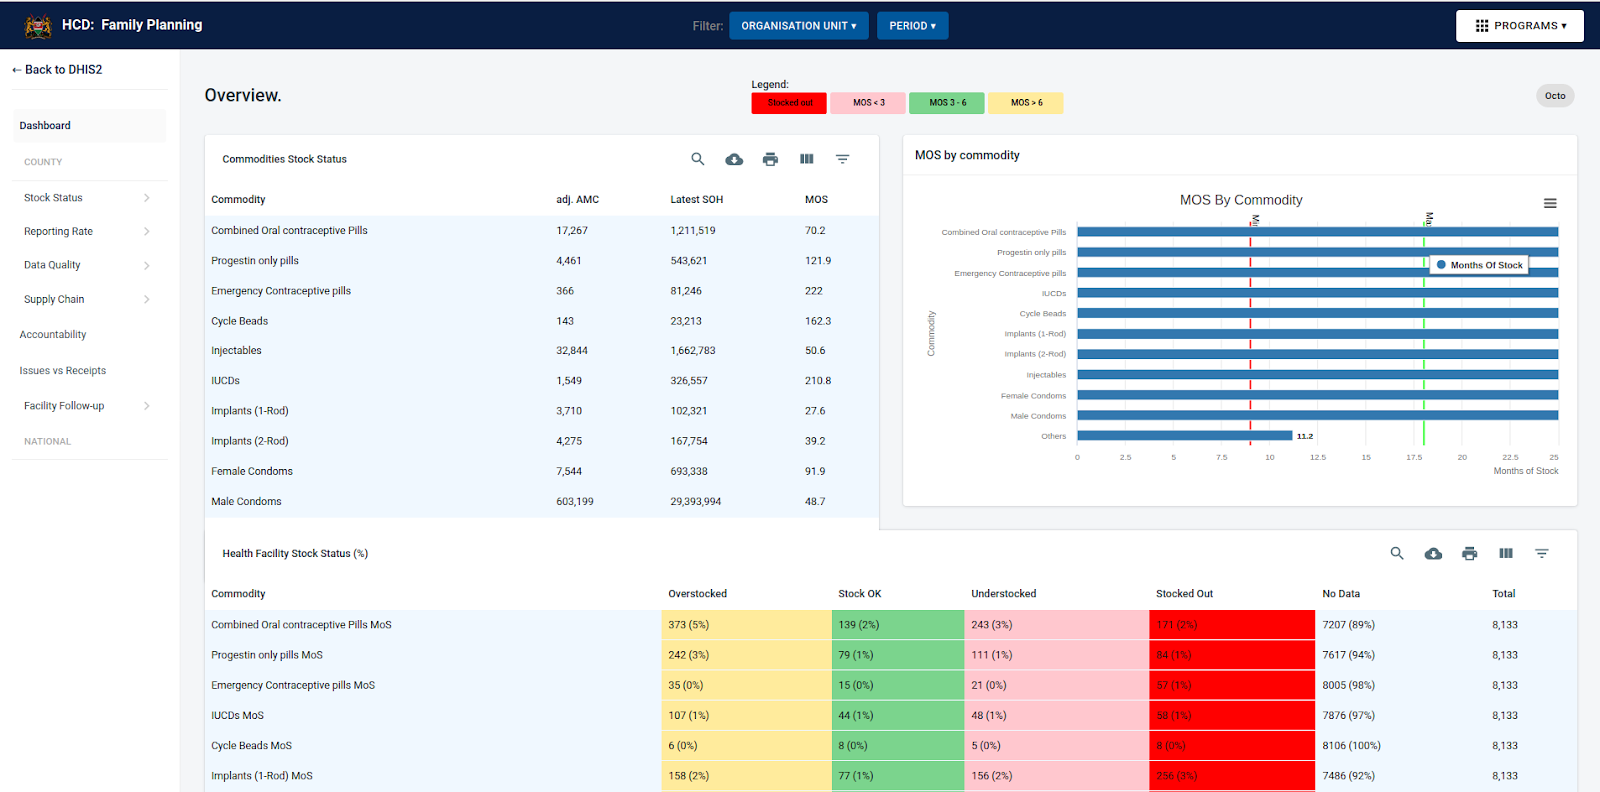 HCD: Family Planning
Filter:
ORGANISATION UNIT ▾
PERIOD ▾
PROGRAMS ▾
← Back to DHIS2
Dashboard
COUNTY
Stock Status
Reporting Rate
Data Quality
Supply Chain
Accountability
Issues vs Receipts
Facility Follow-up
NATIONAL
Overview.
Legend:
Stocked out
MOS < 3
MOS 3 - 6
MOS > 6
Octo
Commodities Stock Status
Commodity adj. AMC Latest SOH MOS
Combined Oral contraceptive Pills 17,267 1,211,519 70.2
Progestin only pills 4,461 543,621 121.9
Emergency Contraceptive pills 366 81,246 222
Cycle Beads 143 23,213 162.3
Injectables 32,844 1,662,783 50.6
IUCDs 1,549 326,557 210.8
Implants (1-Rod) 3,710 102,321 27.6
Implants (2-Rod) 4,275 167,754 39.2
Female Condoms 7,544 693,338 91.9
Male Condoms 603,199 29,393,994 48.7
MOS by commodity
MOS By Commodity
Commodity
Combined Oral contraceptive Pills
Progestin only pills
Emergency Contraceptive pills
IUCDs
Cycle Beads
Implants (1-Rod)
Implants (2-Rod)
Injectables
Female Condoms
Male Condoms
Others 11.2
Months Of Stock
0 2.5 5 7.5 10 12.5 15 17.5 20 22.5 25
Months of Stock
Health Facility Stock Status (%)
Commodity Overstocked Stock OK Understocked Stocked Out No Data Total
Combined Oral contraceptive Pills MoS 373 (5%) 139 (2%) 243 (3%) 171 (2%) 7207 (89%) 8,133
Progestin only pills MoS 242 (3%) 79 (1%) 111 (1%) 84 (1%) 7617 (94%) 8,133
Emergency Contraceptive pills MoS 35 (0%) 15 (0%) 21 (0%) 57 (1%) 8005 (98%) 8,133
IUCDs MoS 107 (1%) 44 (1%) 48 (1%) 58 (1%) 7876 (97%) 8,133
Cycle Beads MoS 6 (0%) 8 (0%) 5 (0%) 8 (0%) 8106 (100%) 8,133
Implants (1-Rod) MoS 158 (2%) 77 (1%) 156 (2%) 256 (3%) 7486 (92%) 8,133